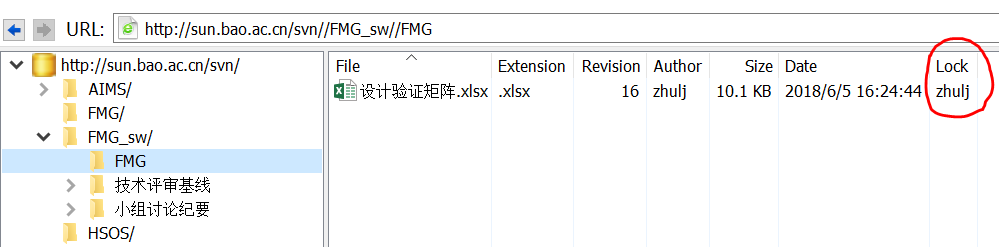 URL: http://sun.bao.ac.cn/svn//FMG_sw//FMG
http://sun.bao.ac.cn/svn/
AIMS/
FMG/
FMG_sw/
FMG
技术评审基线
小组讨论纪要
HSOS/
File Extension Revision Author Size Date Lock
设计验证矩阵.xlsx .xlsx 16 zhulj 10.1 KB 2018/6/5 16:24:44 zhulj